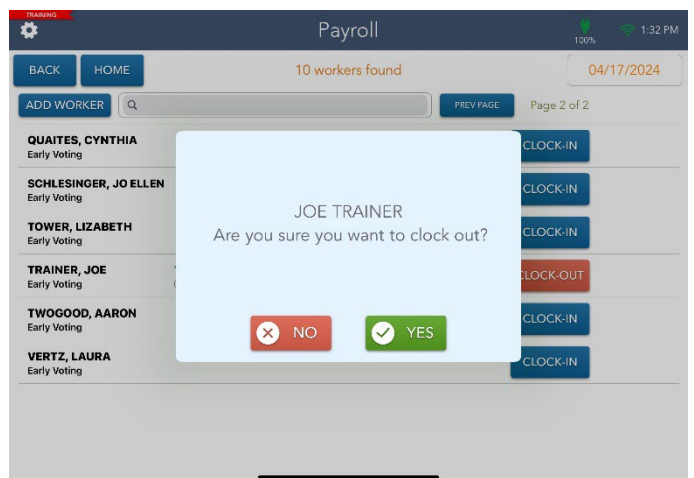 TRAINING
Payroll
100%
1:32 PM
BACK
HOME
10 workers found
04/17/2024
ADD WORKER
PREV PAGE
Page 2 of 2
QUAITES, CYNTHIA
Early Voting
CLOCK-IN
SCHLESINGER, JO ELLEN
Early Voting
CLOCK-IN
TOWER, LIZABETH
Early Voting
CLOCK-IN
TRAINER, JOE
Early Voting
CLOCK-OUT
TWOGOOD, AARON
Early Voting
CLOCK-IN
VERTZ, LAURA
Early Voting
CLOCK-IN
JOE TRAINER
Are you sure you want to clock out?
NO
YES